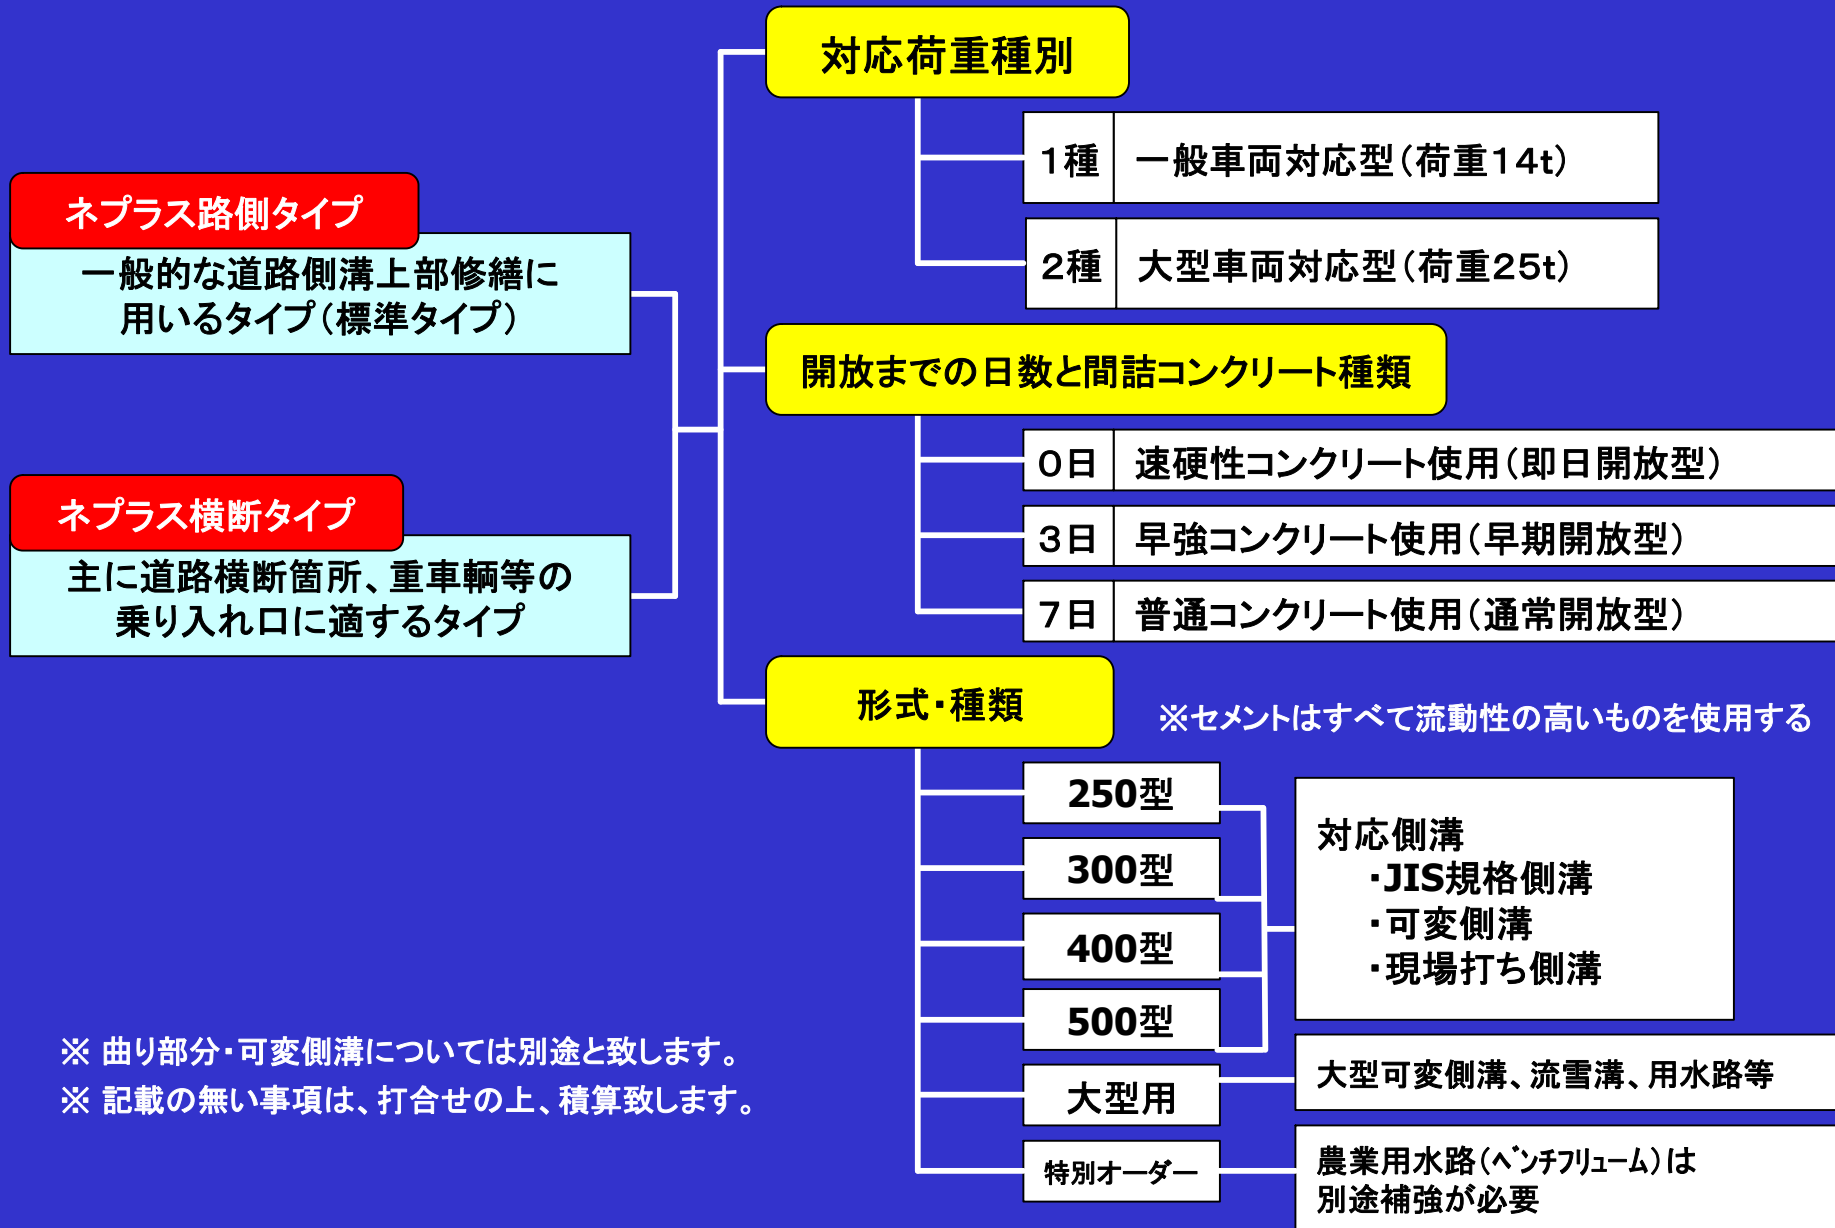 ネプラス路側タイプ
一般的な道路側溝上部修繕に
用いるタイプ（標準タイプ）
ネプラス横断タイプ
主に道路横断箇所、重車輌等の
乗り入れ口に適するタイプ
対応荷重種別
1種 一般車両対応型（荷重14t）
2種 大型車両対応型（荷重25t）
開放までの日数と間詰コンクリート種類
0日 速硬性コンクリート使用（即日開放型）
3日 早強コンクリート使用（早期開放型）
7日 普通コンクリート使用（通常開放型）
形式・種類
※セメントはすべて流動性の高いものを使用する
250型
300型
400型
500型
対応側溝
・JIS規格側溝
・可変側溝
・現場打ち側溝
大型用
大型可変側溝、流雪溝、用水路等
特別オーダー
農業用水路（ベンチフリューム）は
別途補強が必要
※ 曲り部分・可変側溝については別途と致します。
※ 記載の無い事項は、打合せの上、積算致します。